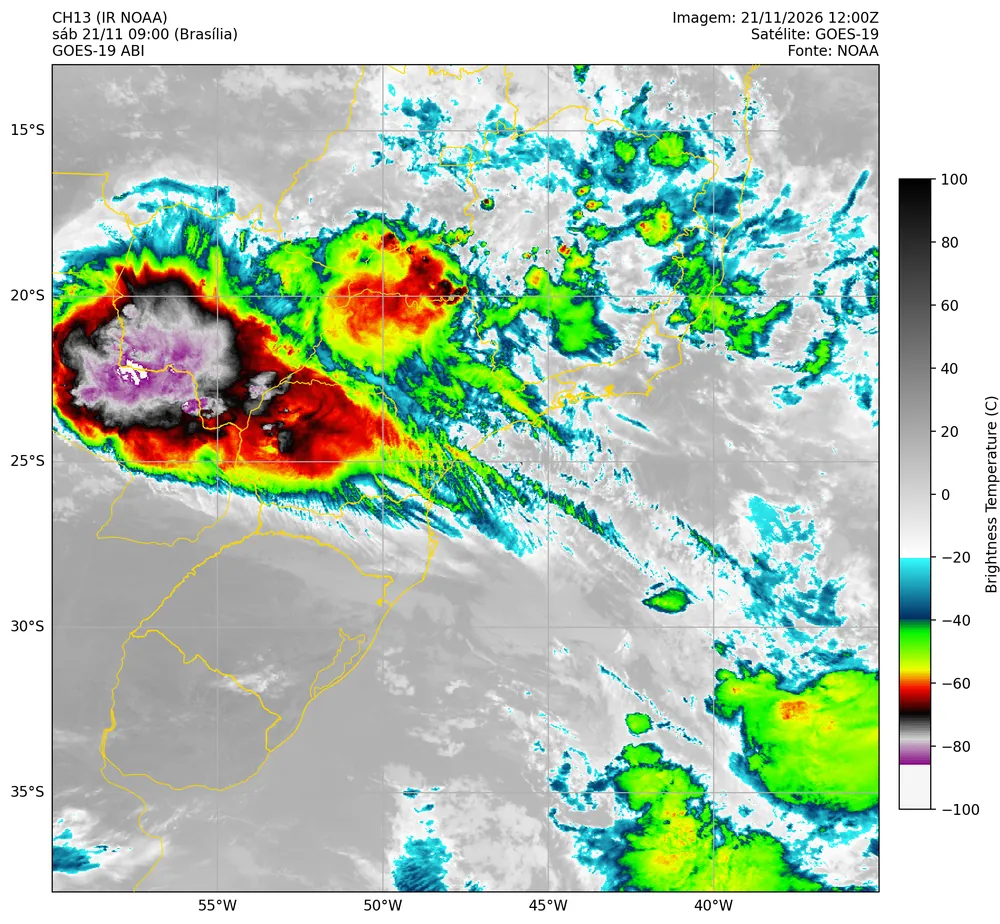 CH13 (IR NOAA)
sáb 21/11 09:00 (Brasília)
GOES-19 ABI
Imagem: 21/11/2026 12:00Z
Satélite: GOES-19
Fonte: NOAA
15°S
20°S
25°S
30°S
35°S
55°W
50°W
45°W
40°W
100
80
60
40
20
0
−20
−40
−60
−80
−100
Brightness Temperature (C)